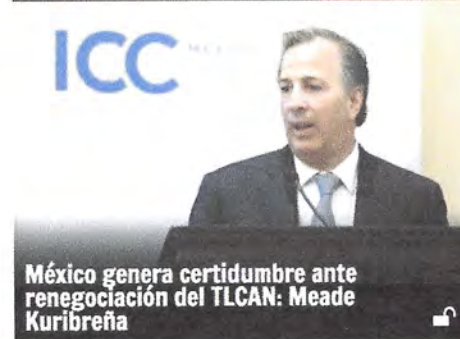 ICC
México genera certidumbre ante
renegociación del TLCAN: Meade
Kuribreña